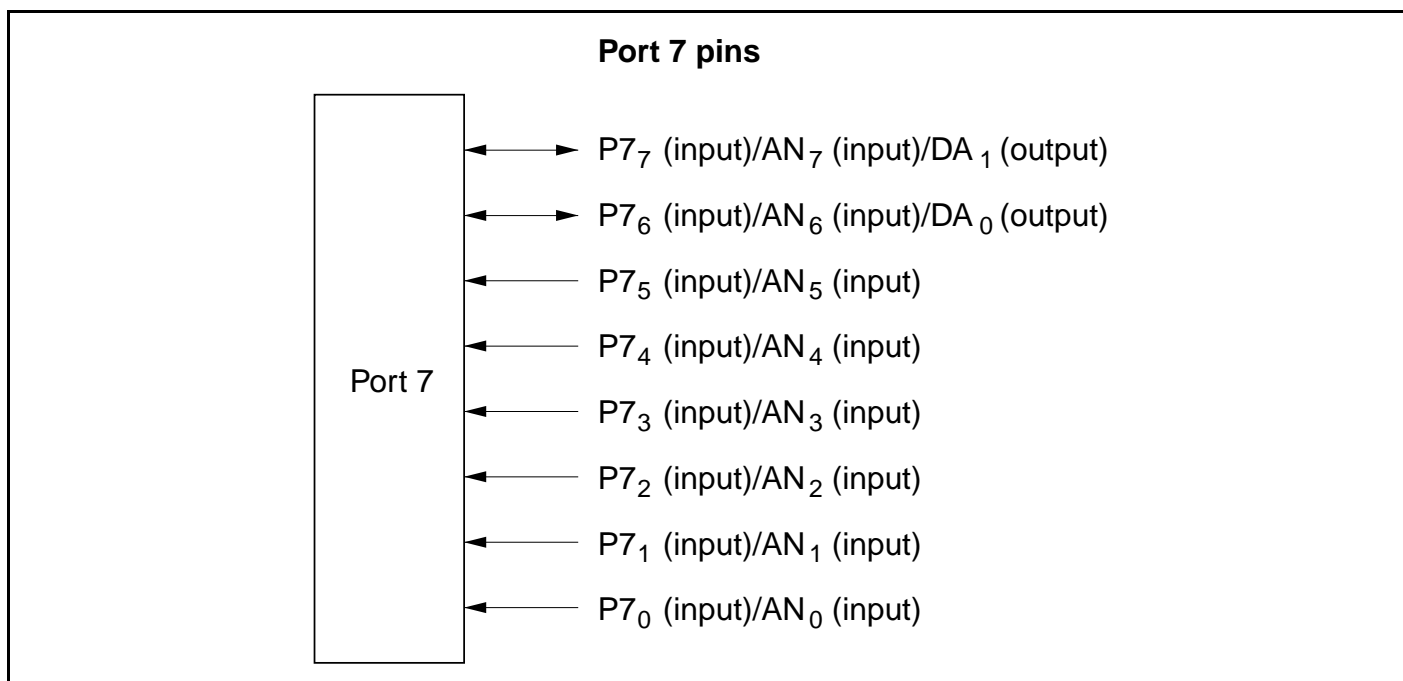 Port 7 pins
P7₇ (input)/AN₇ (input)/DA₁ (output)
P7₆ (input)/AN₆ (input)/DA₀ (output)
P7₅ (input)/AN₅ (input)
P7₄ (input)/AN₄ (input)
Port 7
P7₃ (input)/AN₃ (input)
P7₂ (input)/AN₂ (input)
P7₁ (input)/AN₁ (input)
P7₀ (input)/AN₀ (input)